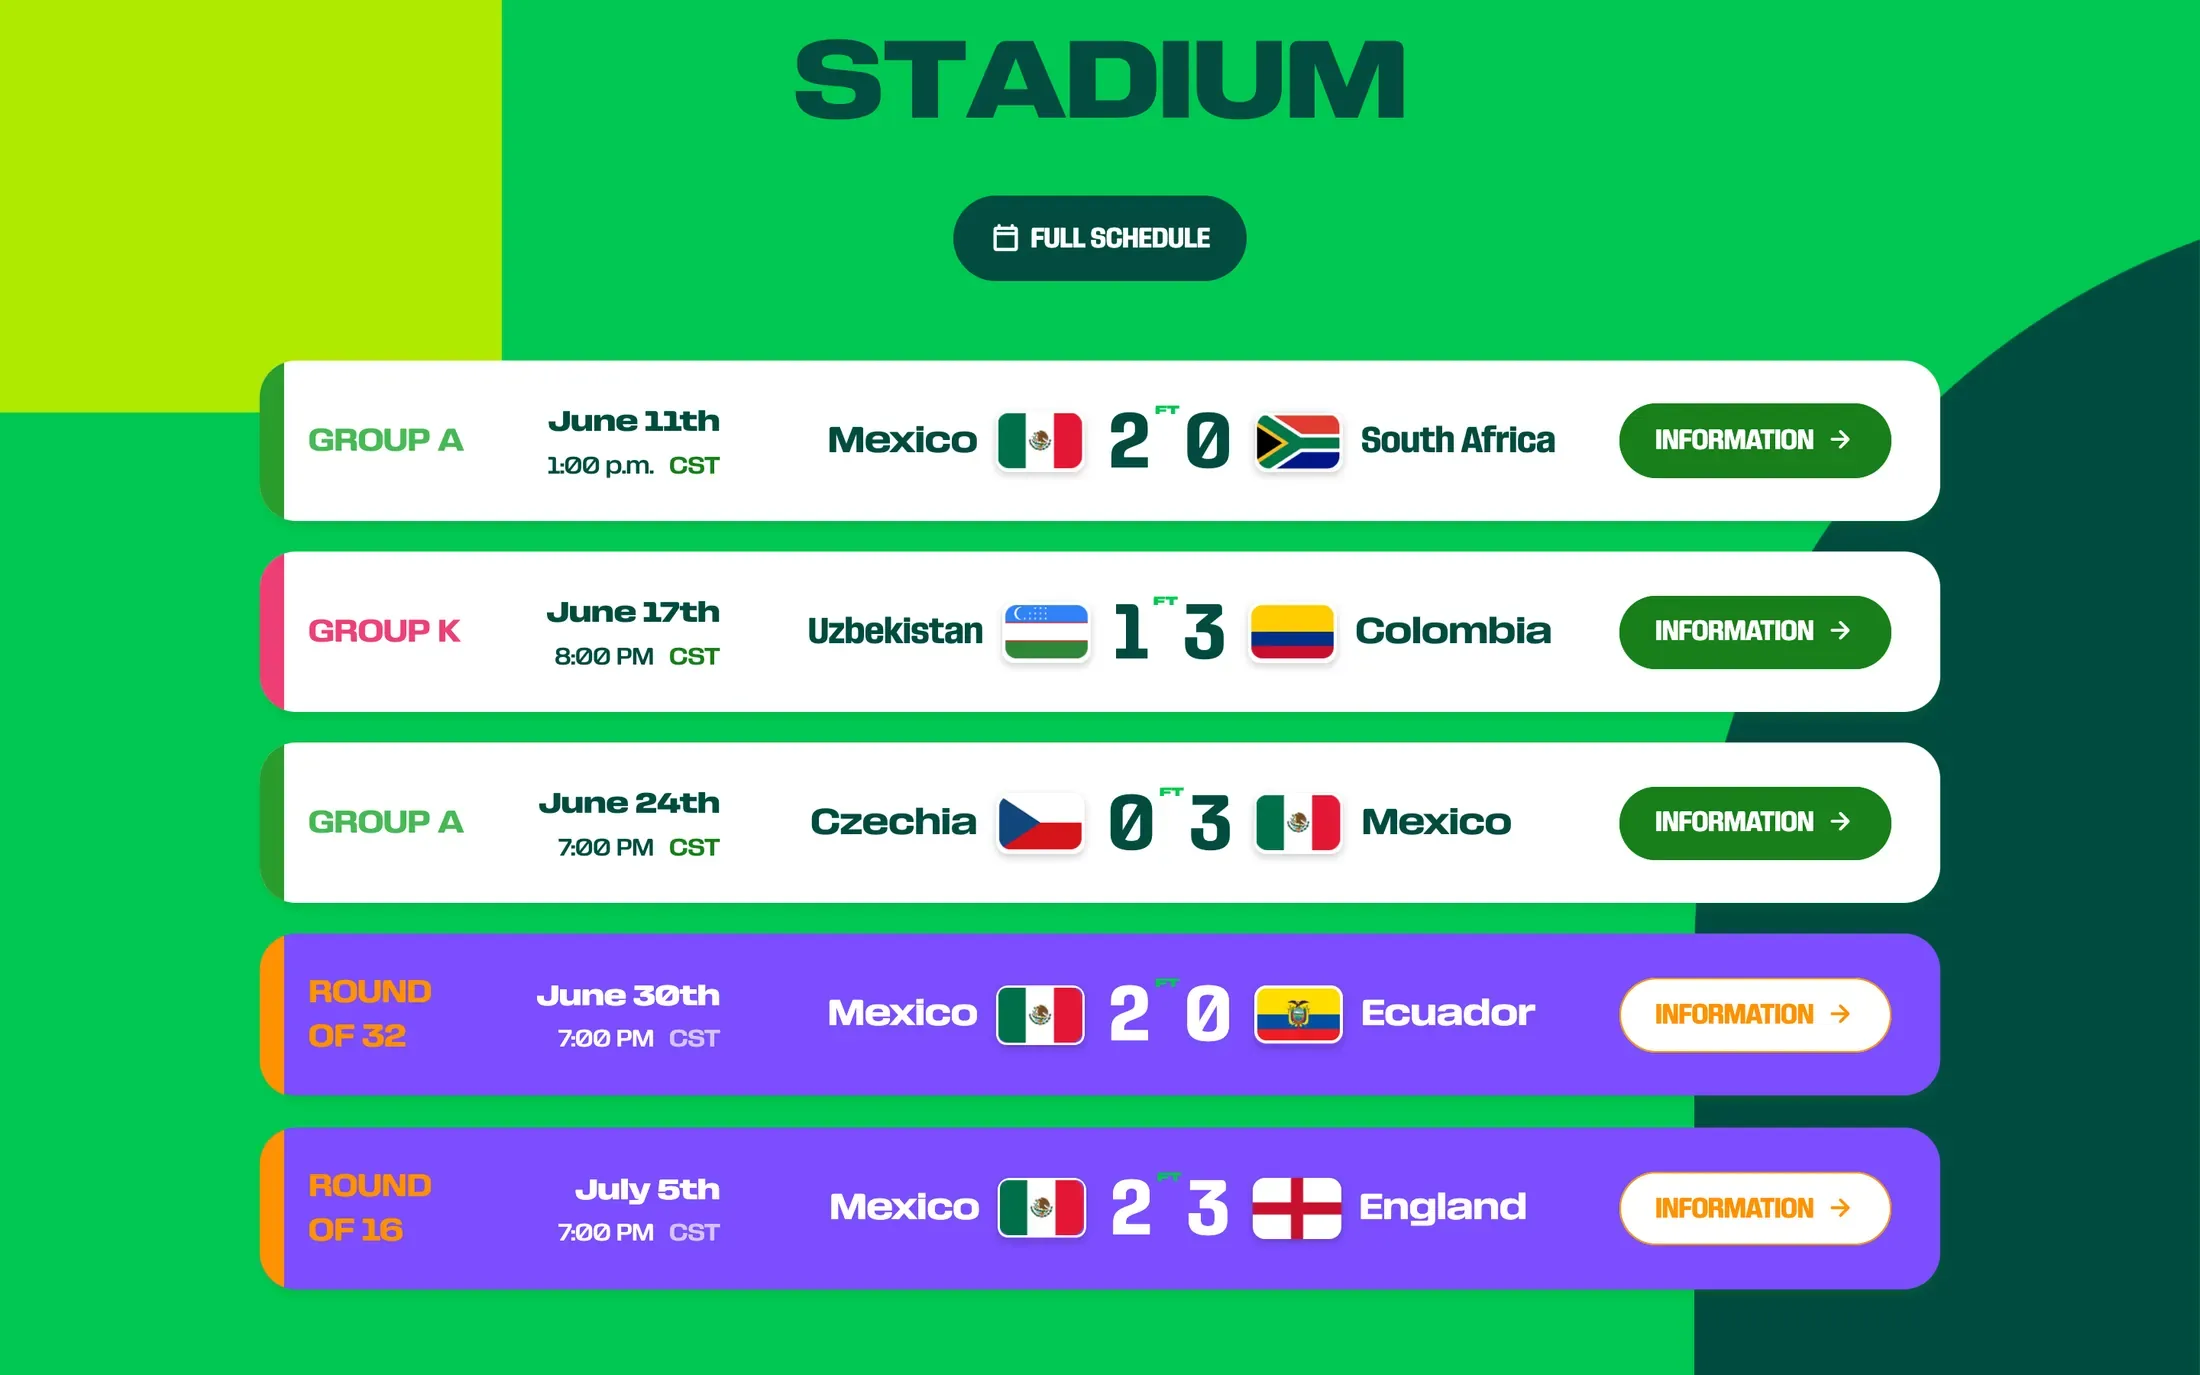 STADIUM
FULL SCHEDULE
GROUP A
June 11th
1:00 p.m. CST
Mexico 2 FT 0 South Africa
INFORMATION →
GROUP K
June 17th
8:00 PM CST
Uzbekistan 1 FT 3 Colombia
INFORMATION →
GROUP A
June 24th
7:00 PM CST
Czechia 0 FT 3 Mexico
INFORMATION →
ROUND
OF 32
June 30th
7:00 PM CST
Mexico 2 FT 0 Ecuador
INFORMATION →
ROUND
OF 16
July 5th
7:00 PM CST
Mexico 2 FT 3 England
INFORMATION →